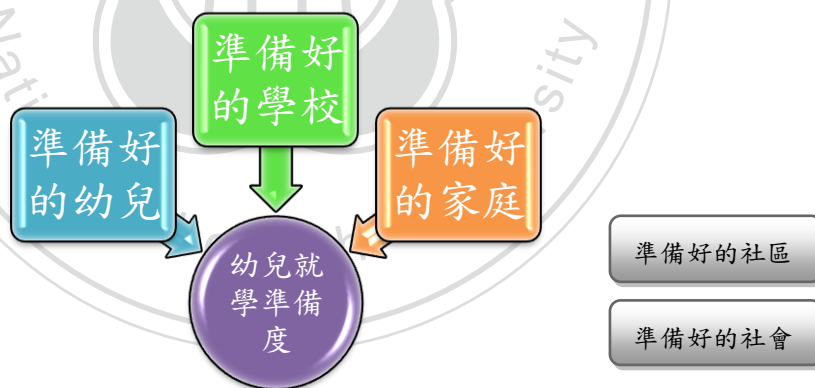 準備好
的學校
準備好
的幼兒
準備好
的家庭
幼兒就
學準備
度
準備好的社區
準備好的社會